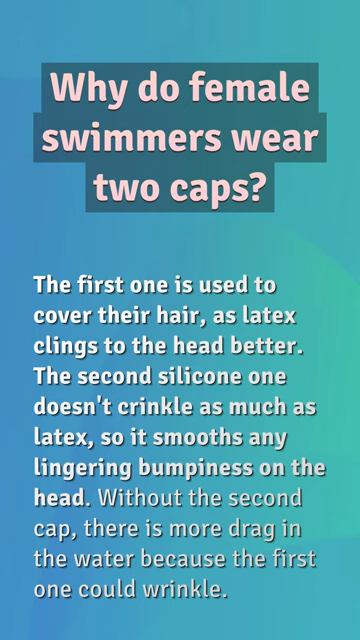 Why do female
swimmers wear
two caps?
The first one is used to
cover their hair, as latex
clings to the head better.
The second silicone one
doesn't crinkle as much as
latex, so it smooths any
lingering bumpiness on the
head. Without the second
cap, there is more drag in
the water because the first
one could wrinkle.